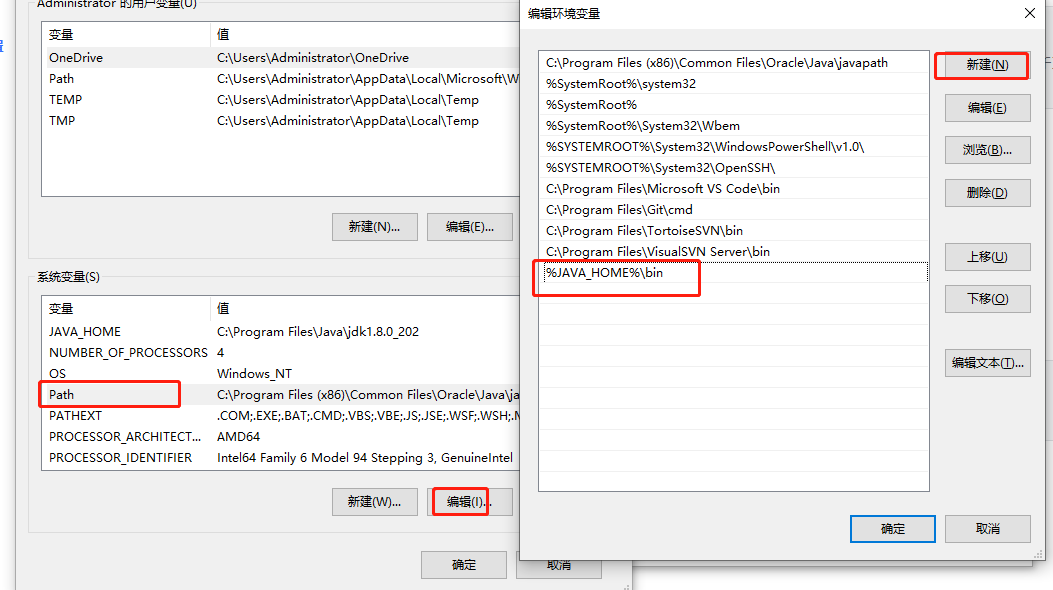 Administrator 的用户变量(U)
变量 值
OneDrive C:\Users\Administrator\OneDrive
Path C:\Users\Administrator\AppData\Local\Microsoft\W
TEMP C:\Users\Administrator\AppData\Local\Temp
TMP C:\Users\Administrator\AppData\Local\Temp
新建(N)... 编辑(E)...
系统变量(S)
变量 值
JAVA_HOME C:\Program Files\Java\jdk1.8.0_202
NUMBER_OF_PROCESSORS 4
OS Windows_NT
Path C:\Program Files (x86)\Common Files\Oracle\Java\ja
PATHEXT .COM;.EXE;.BAT;.CMD;.VBS;.VBE;.JS;.JSE;.WSF;.WSH;.M
PROCESSOR_ARCHITECT... AMD64
PROCESSOR_IDENTIFIER Intel64 Family 6 Model 94 Stepping 3, GenuineIntel
新建(W)... 编辑(I)...
确定 取消
编辑环境变量
C:\Program Files (x86)\Common Files\Oracle\Java\javapath
%SystemRoot%\system32
%SystemRoot%
%SystemRoot%\System32\Wbem
%SYSTEMROOT%\System32\WindowsPowerShell\v1.0\
%SYSTEMROOT%\System32\OpenSSH\
C:\Program Files\Microsoft VS Code\bin
C:\Program Files\Git\cmd
C:\Program Files\TortoiseSVN\bin
C:\Program Files\VisualSVN Server\bin
%JAVA_HOME%\bin
新建(N)
编辑(E)
浏览(B)...
删除(D)
上移(U)
下移(O)
编辑文本(T)...
确定 取消